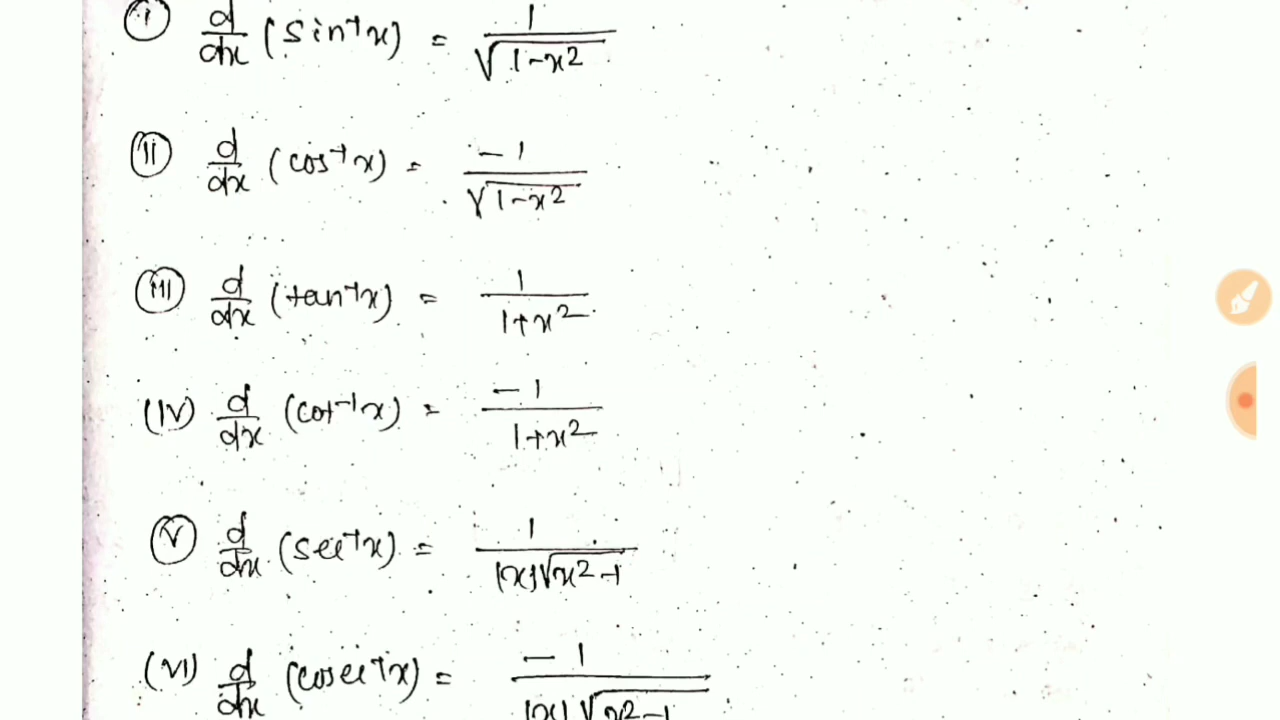 (i) d/dx (sin⁻¹x) = 1/√(1-x²)
(ii) d/dx (cos⁻¹x) = -1/√(1-x²)
(iii) d/dx (tan⁻¹x) = 1/(1+x²)
(iv) d/dx (cot⁻¹x) = -1/(1+x²)
(v) d/dx (sec⁻¹x) = 1/(|x|√(x²-1))
(vi) d/dx (cosec⁻¹x) = -1/(|x|√(x²-1))